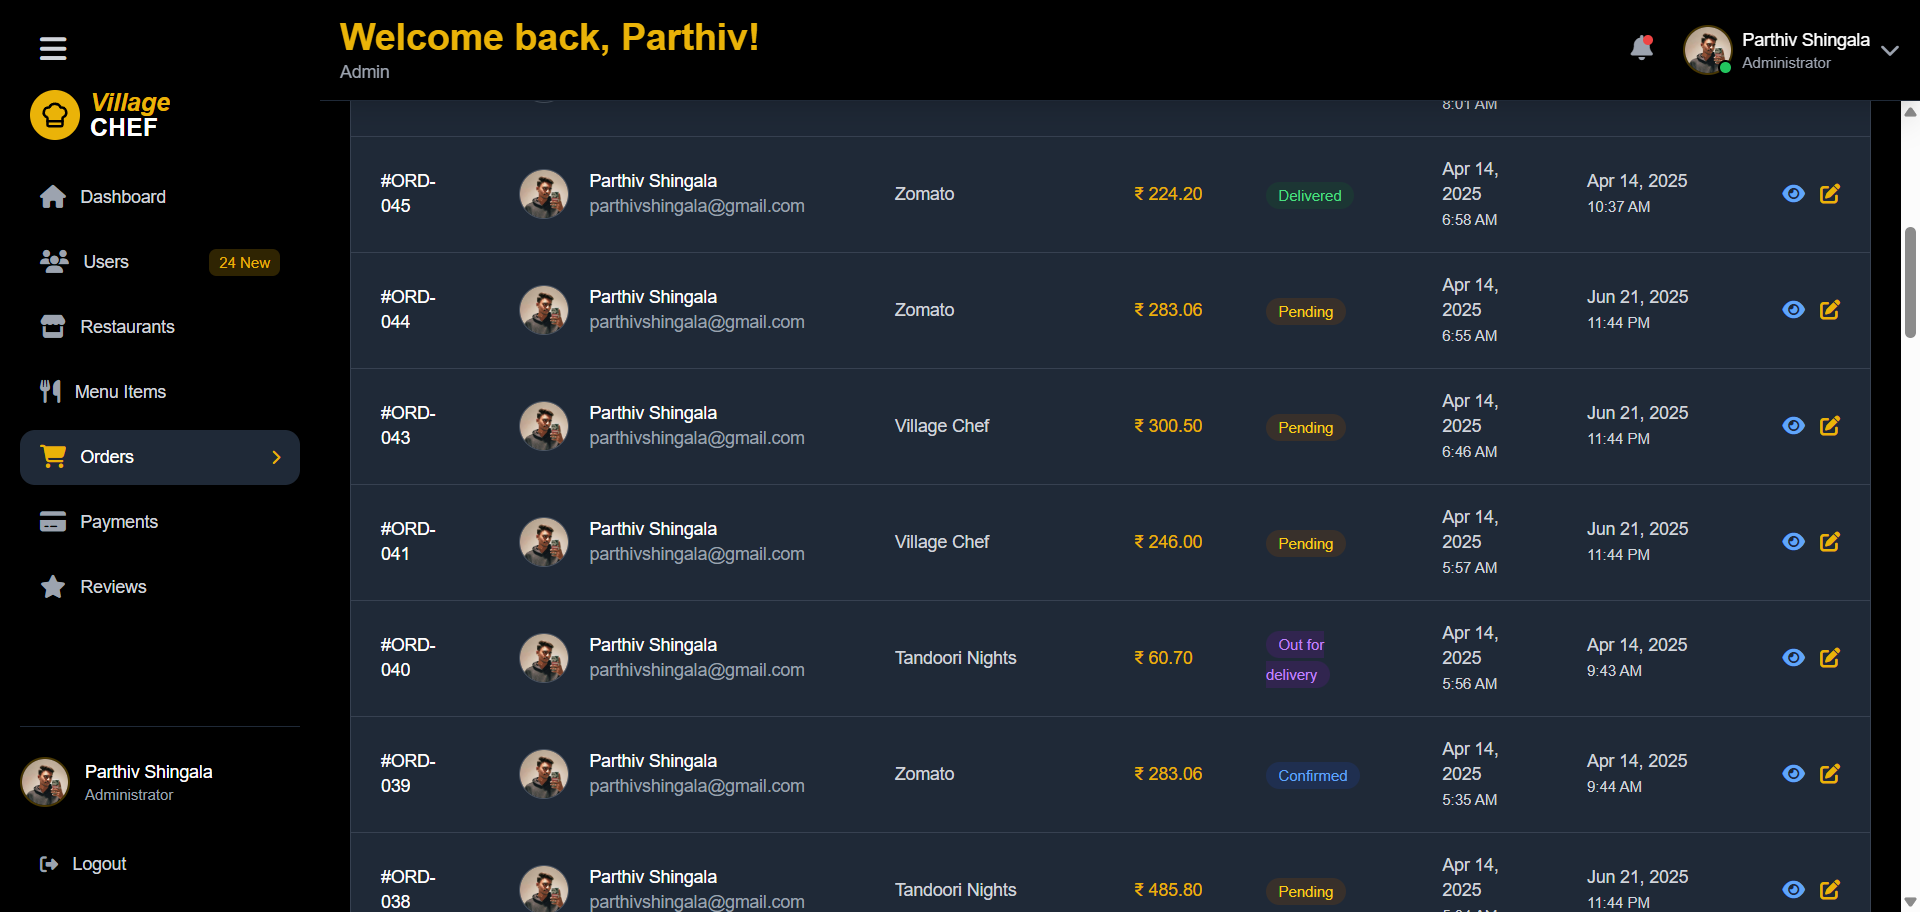 Welcome back, Parthiv!
Admin
Parthiv Shingala
Administrator
Village
CHEF
Dashboard
Users
24 New
Restaurants
Menu Items
Orders
Payments
Reviews
Parthiv Shingala
Administrator
Logout
8:01 AM
#ORD-
045
Parthiv Shingala
parthivshingala@gmail.com
Zomato
₹ 224.20
Delivered
Apr 14,
2025
6:58 AM
Apr 14, 2025
10:37 AM
#ORD-
044
Parthiv Shingala
parthivshingala@gmail.com
Zomato
₹ 283.06
Pending
Apr 14,
2025
6:55 AM
Jun 21, 2025
11:44 PM
#ORD-
043
Parthiv Shingala
parthivshingala@gmail.com
Village Chef
₹ 300.50
Pending
Apr 14,
2025
6:46 AM
Jun 21, 2025
11:44 PM
#ORD-
041
Parthiv Shingala
parthivshingala@gmail.com
Village Chef
₹ 246.00
Pending
Apr 14,
2025
5:57 AM
Jun 21, 2025
11:44 PM
#ORD-
040
Parthiv Shingala
parthivshingala@gmail.com
Tandoori Nights
₹ 60.70
Out for
delivery
Apr 14,
2025
5:56 AM
Apr 14, 2025
9:43 AM
#ORD-
039
Parthiv Shingala
parthivshingala@gmail.com
Zomato
₹ 283.06
Confirmed
Apr 14,
2025
5:35 AM
Apr 14, 2025
9:44 AM
#ORD-
038
Parthiv Shingala
parthivshingala@gmail.com
Tandoori Nights
₹ 485.80
Pending
Apr 14,
2025
Jun 21, 2025
11:44 PM